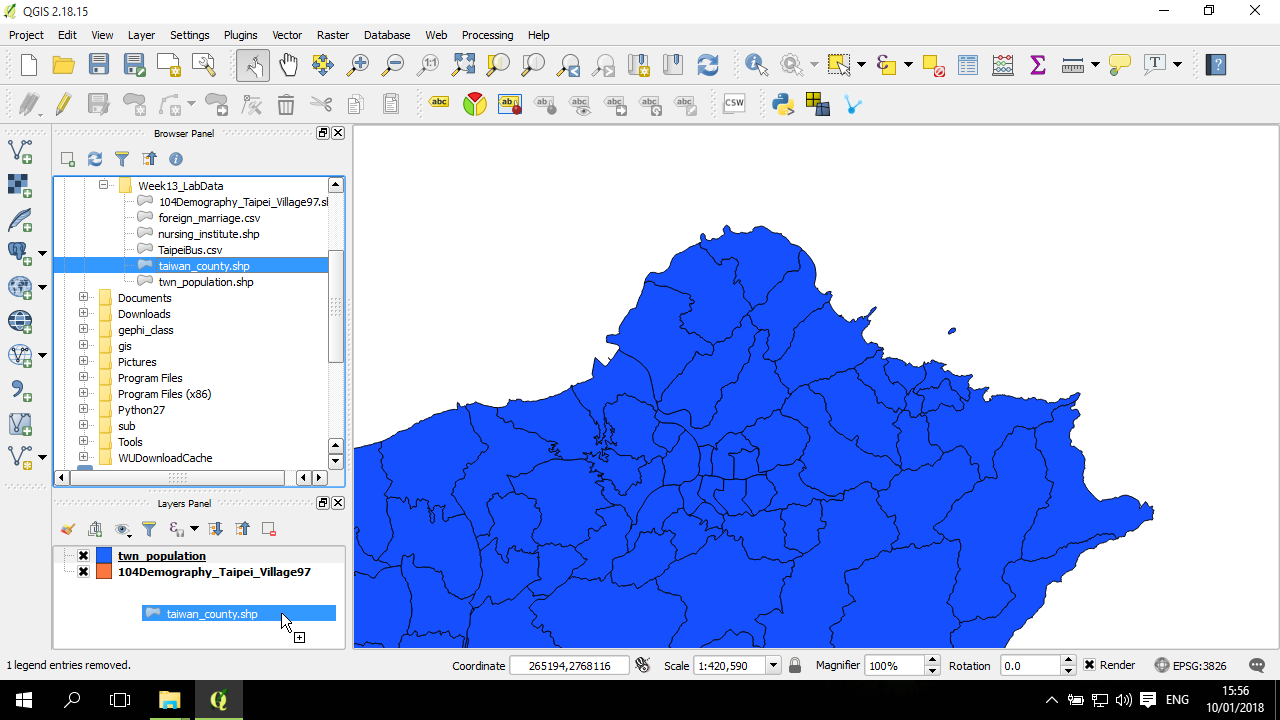 QGIS 2.18.15
Project Edit View Layer Settings Plugins Vector Raster Database Web Processing Help
abc ab abc abc abc abc abc CSW
Browser Panel
Week13_LabData
104Demography_Taipei_Village97.sh
foreign_marriage.csv
nursing_institute.shp
TaipeiBus.csv
taiwan_county.shp
twn_population.shp
Documents
Downloads
gephi_class
gis
Pictures
Program Files
Program Files (x86)
Python27
sub
Tools
WUDownloadCache
Layers Panel
twn_population
104Demography_Taipei_Village97
taiwan_county.shp
1 legend entries removed. Coordinate 265194,2768116 Scale 1:420,590 Magnifier 100% Rotation 0.0 Render EPSG:3826
ENG 15:56
10/01/2018